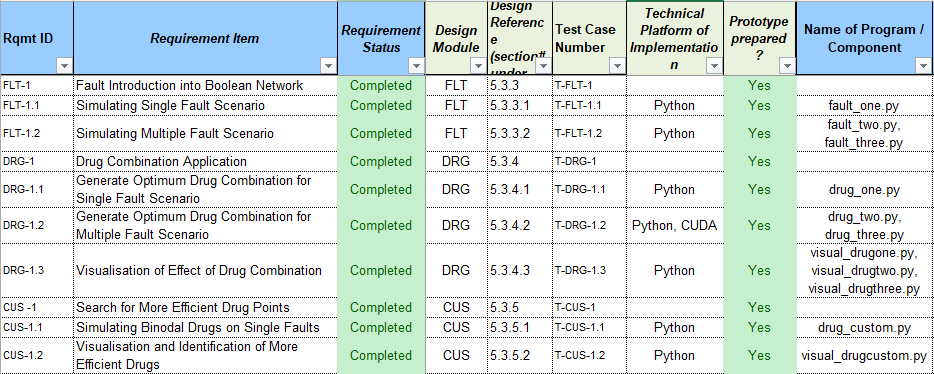 Rqmt ID Requirement Item Requirement Status Design Module Design Referenc e (section# under Test Case Number Technical Platform of Implementatio n Prototype prepared ? Name of Program / Component
FLT-1 Fault Introduction into Boolean Network Completed FLT 5.3.3 T-FLT-1 Yes
FLT-1.1 Simulating Single Fault Scenario Completed FLT 5.3.3.1 T-FLT-1.1 Python Yes fault_one.py
FLT-1.2 Simulating Multiple Fault Scenario Completed FLT 5.3.3.2 T-FLT-1.2 Python Yes fault_two.py,
fault_three.py
DRG-1 Drug Combination Application Completed DRG 5.3.4 T-DRG-1 Yes
DRG-1.1 Generate Optimum Drug Combination for
Single Fault Scenario Completed DRG 5.3.4.1 T-DRG-1.1 Python Yes drug_one.py
DRG-1.2 Generate Optimum Drug Combination for
Multiple Fault Scenario Completed DRG 5.3.4.2 T-DRG-1.2 Python, CUDA Yes drug_two.py,
drug_three.py
DRG-1.3 Visualisation of Effect of Drug Combination Completed DRG 5.3.4.3 T-DRG-1.3 Python Yes visual_drugone.py,
visual_drugtwo.py,
visual_drugthree.py
CUS -1 Search for More Efficient Drug Points Completed CUS 5.3.5 T-CUS-1 Yes
CUS-1.1 Simulating Binodal Drugs on Single Faults Completed CUS 5.3.5.1 T-CUS-1.1 Python Yes drug_custom.py
CUS-1.2 Visualisation and Identification of More
Efficient Drugs Completed CUS 5.3.5.2 T-CUS-1.2 Python Yes visual_drugcustom.py